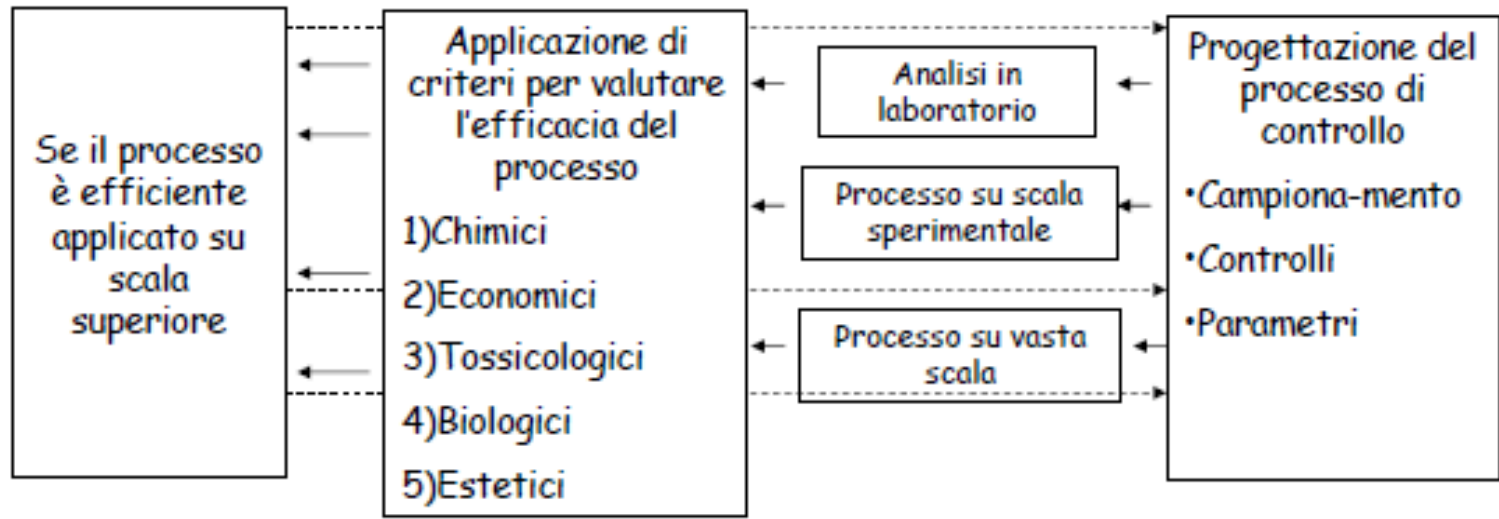 Se il processo
è efficiente
applicato su
scala
superiore
Applicazione di
criteri per valutare
l'efficacia del
processo
1)Chimici
2)Economici
3)Tossicologici
4)Biologici
5)Estetici
Analisi in
laboratorio
Processo su scala
sperimentale
Processo su vasta
scala
Progettazione del
processo di
controllo
•Campiona-mento
•Controlli
•Parametri